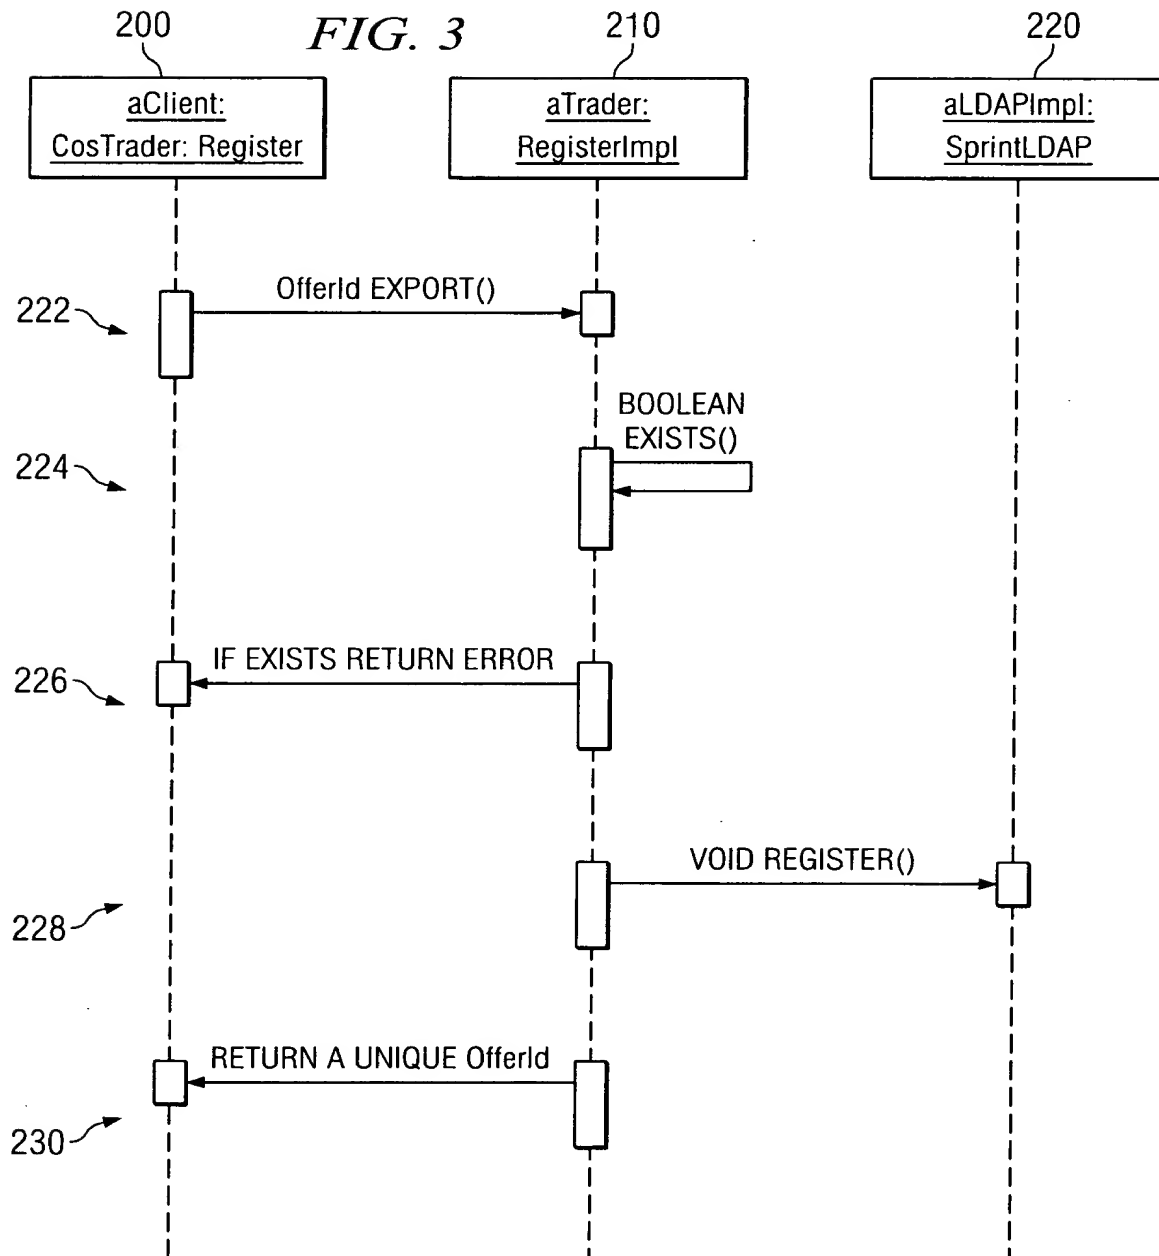 200
FIG. 3
210
220
aClient:
CosTrader: Register
aTrader:
RegisterImpl
aLDAPImpl:
SprintLDAP
OfferId EXPORT()
222
BOOLEAN
EXISTS()
224
IF EXISTS RETURN ERROR
226
VOID REGISTER()
228
RETURN A UNIQUE OfferId
230